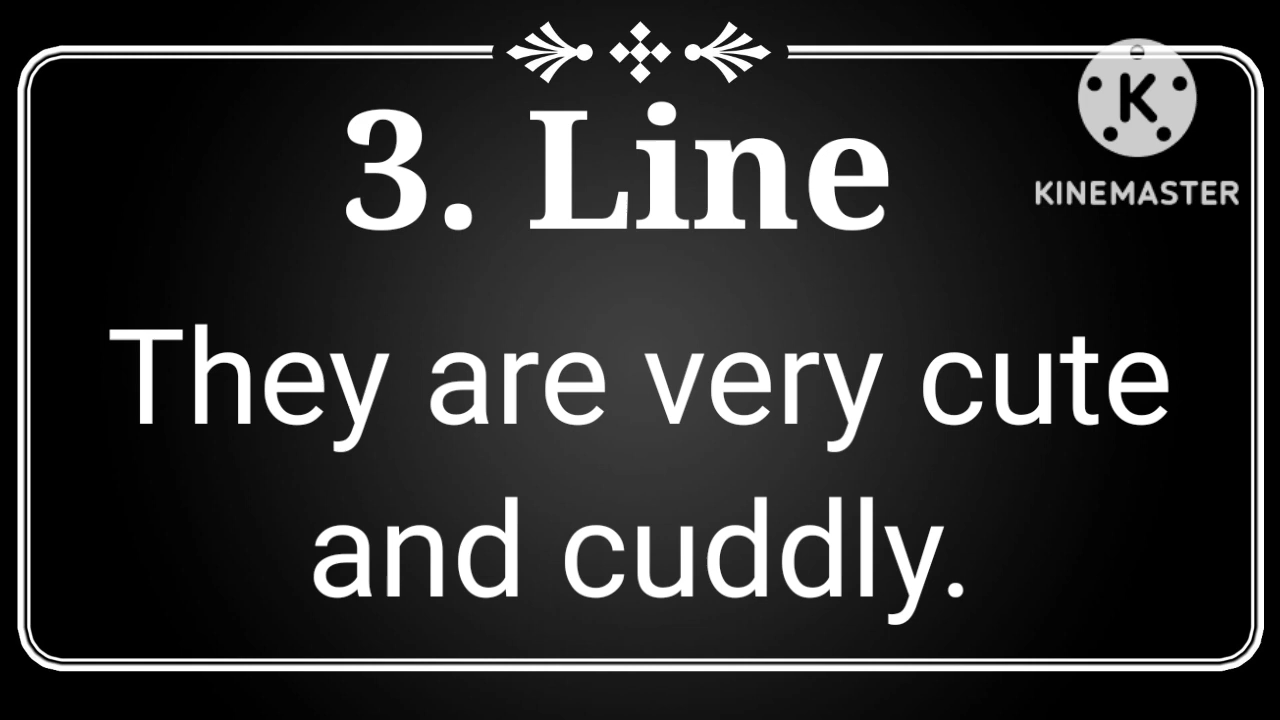 3. Line
K
KINEMASTER
They are very cute
and cuddly.